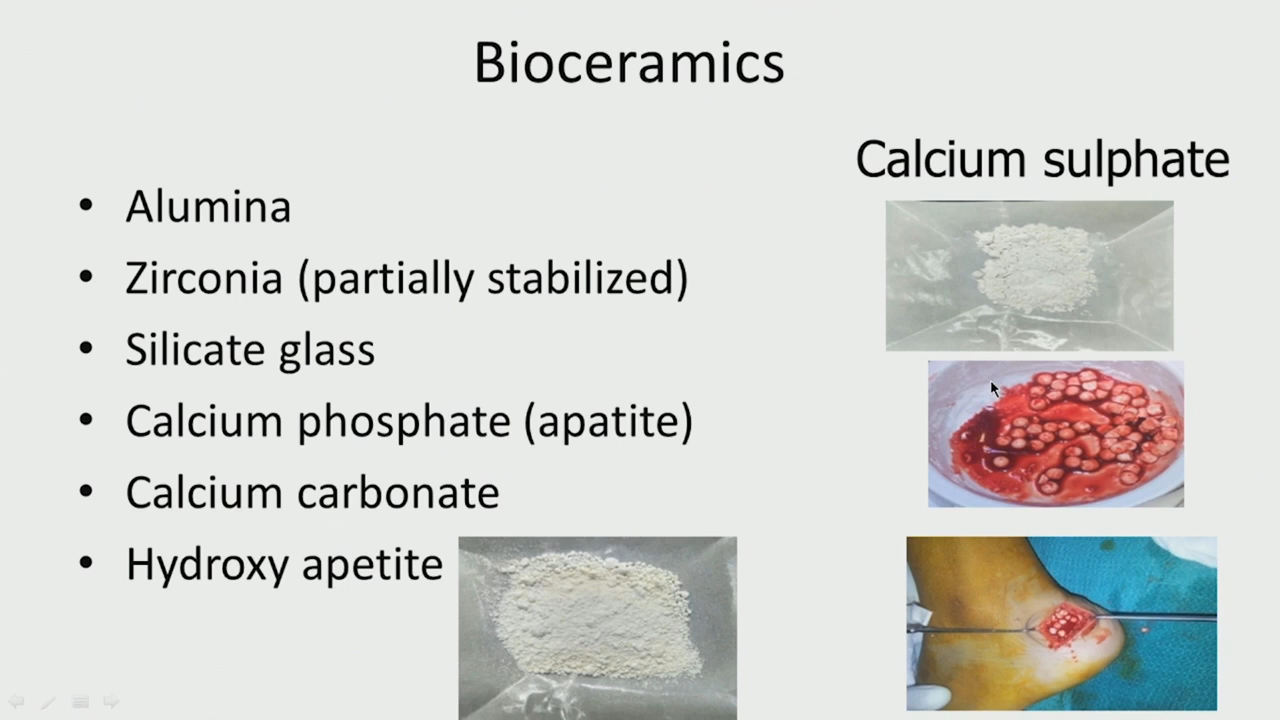 Bioceramics
Calcium sulphate
• Alumina
• Zirconia (partially stabilized)
• Silicate glass
• Calcium phosphate (apatite)
• Calcium carbonate
• Hydroxy apetite